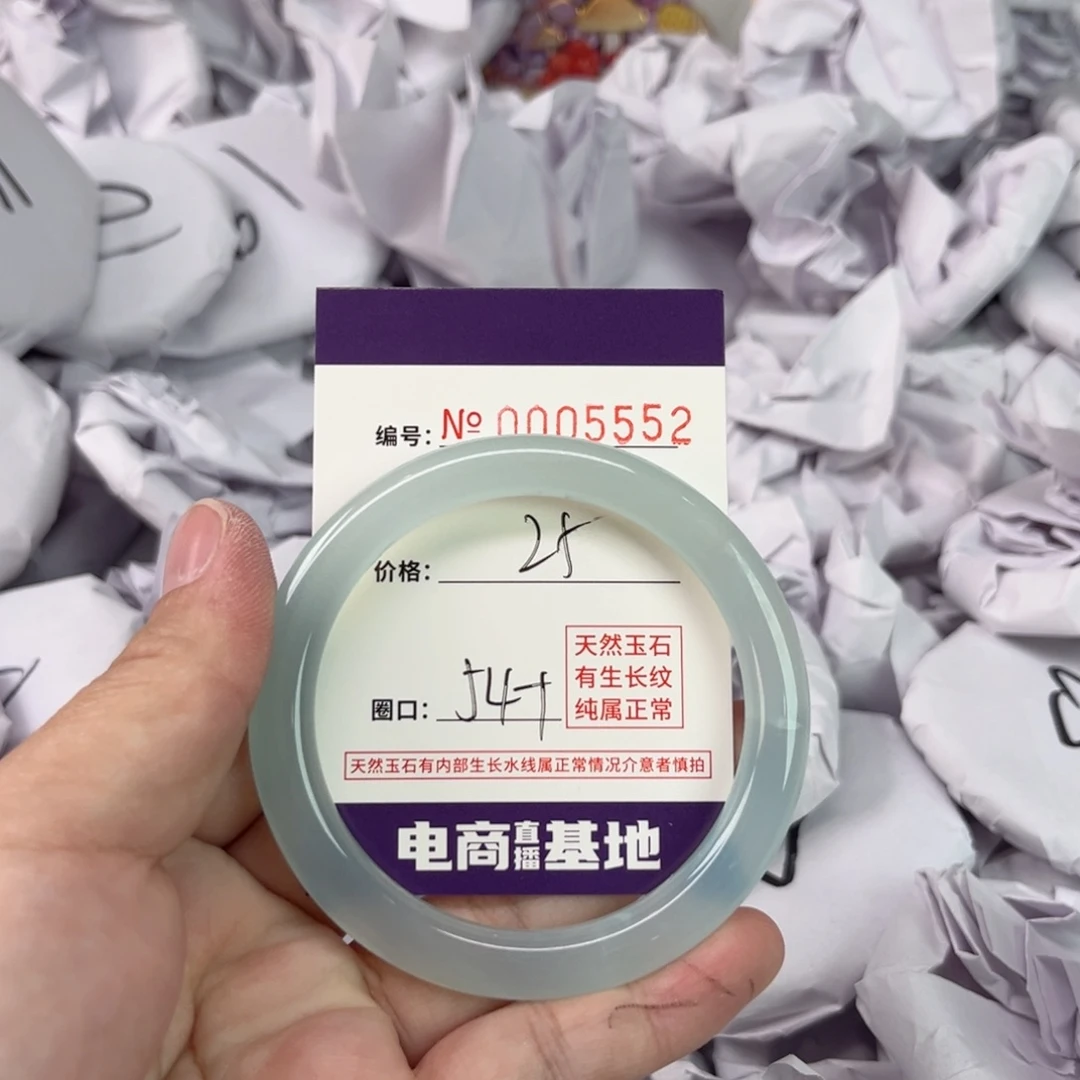 编号: № 0005552
价格: 25
圈口: 54+
天然玉石
有生长纹
纯属正常
天然玉石有内部生长水线属正常情况介意者慎拍
电商直播基地